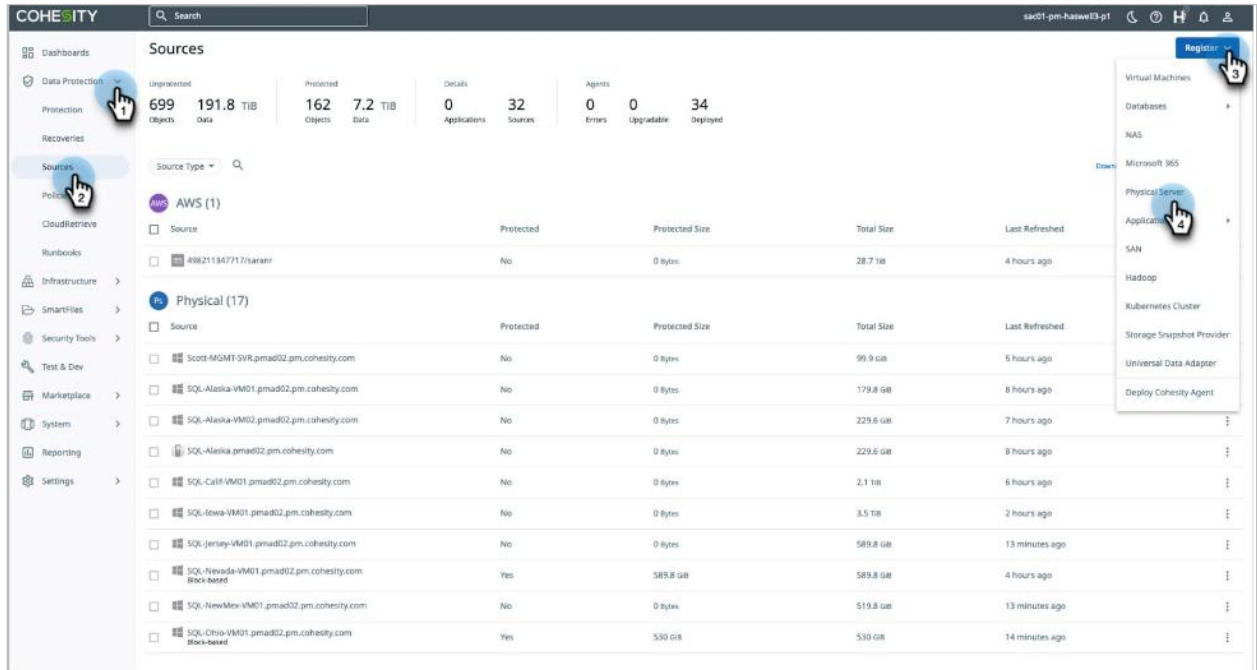 COHESITY
Search
sac01-pm-haswell3-p1
Dashboards
Data Protection
1
Protection
Recoveries
Sources
2
CloudRetrieve
Runbooks
Infrastructure
SmartFiles
Security Tools
Test & Dev
Marketplace
System
Reporting
Settings
Sources
Register
3
Unprotected
699 191.8 TiB
Objects Data
Protected
162 7.2 TiB
Objects Data
Details
0 32
Applications Sources
Agents
0 0 34
Errors Upgradable Deployed
Source Type
Virtual Machines
Databases
NAS
Microsoft 365
Physical Server
4
SAN
Hadoop
Kubernetes Cluster
Storage Snapshot Provider
Universal Data Adapter
Deploy Cohesity Agent
AWS AWS (1)
Source Protected Protected Size Total Size Last Refreshed
498211347717/saranr No 0 Bytes 28.7 TiB 4 hours ago
Ps Physical (17)
Source Protected Protected Size Total Size Last Refreshed
Scott-MGMT-SVR.pmad02.pm.cohesity.com No 0 Bytes 99.9 GiB 5 hours ago
SQL-Alaska-VM01.pmad02.pm.cohesity.com No 0 Bytes 179.8 GiB 8 hours ago
SQL-Alaska-VM02.pmad02.pm.cohesity.com No 0 Bytes 229.6 GiB 7 hours ago
SQL-Alaska.pmad02.pm.cohesity.com No 0 Bytes 229.6 GiB 8 hours ago
SQL-Calif-VM01.pmad02.pm.cohesity.com No 0 Bytes 2.1 TiB 6 hours ago
SQL-Iowa-VM01.pmad02.pm.cohesity.com No 0 Bytes 3.5 TiB 2 hours ago
SQL-Jersey-VM01.pmad02.pm.cohesity.com No 0 Bytes 589.8 GiB 13 minutes ago
SQL-Nevada-VM01.pmad02.pm.cohesity.com Yes 589.8 GiB 589.8 GiB 4 hours ago
Block-based
SQL-NewMex-VM01.pmad02.pm.cohesity.com No 0 Bytes 519.8 GiB 13 minutes ago
SQL-Ohio-VM01.pmad02.pm.cohesity.com Yes 530 GiB 530 GiB 14 minutes ago
Block-based